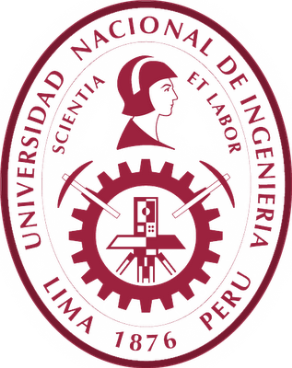 UNIVERSIDAD NACIONAL DE INGENIERIA
SCIENTIA ET LABOR
LIMA 1876 PERU